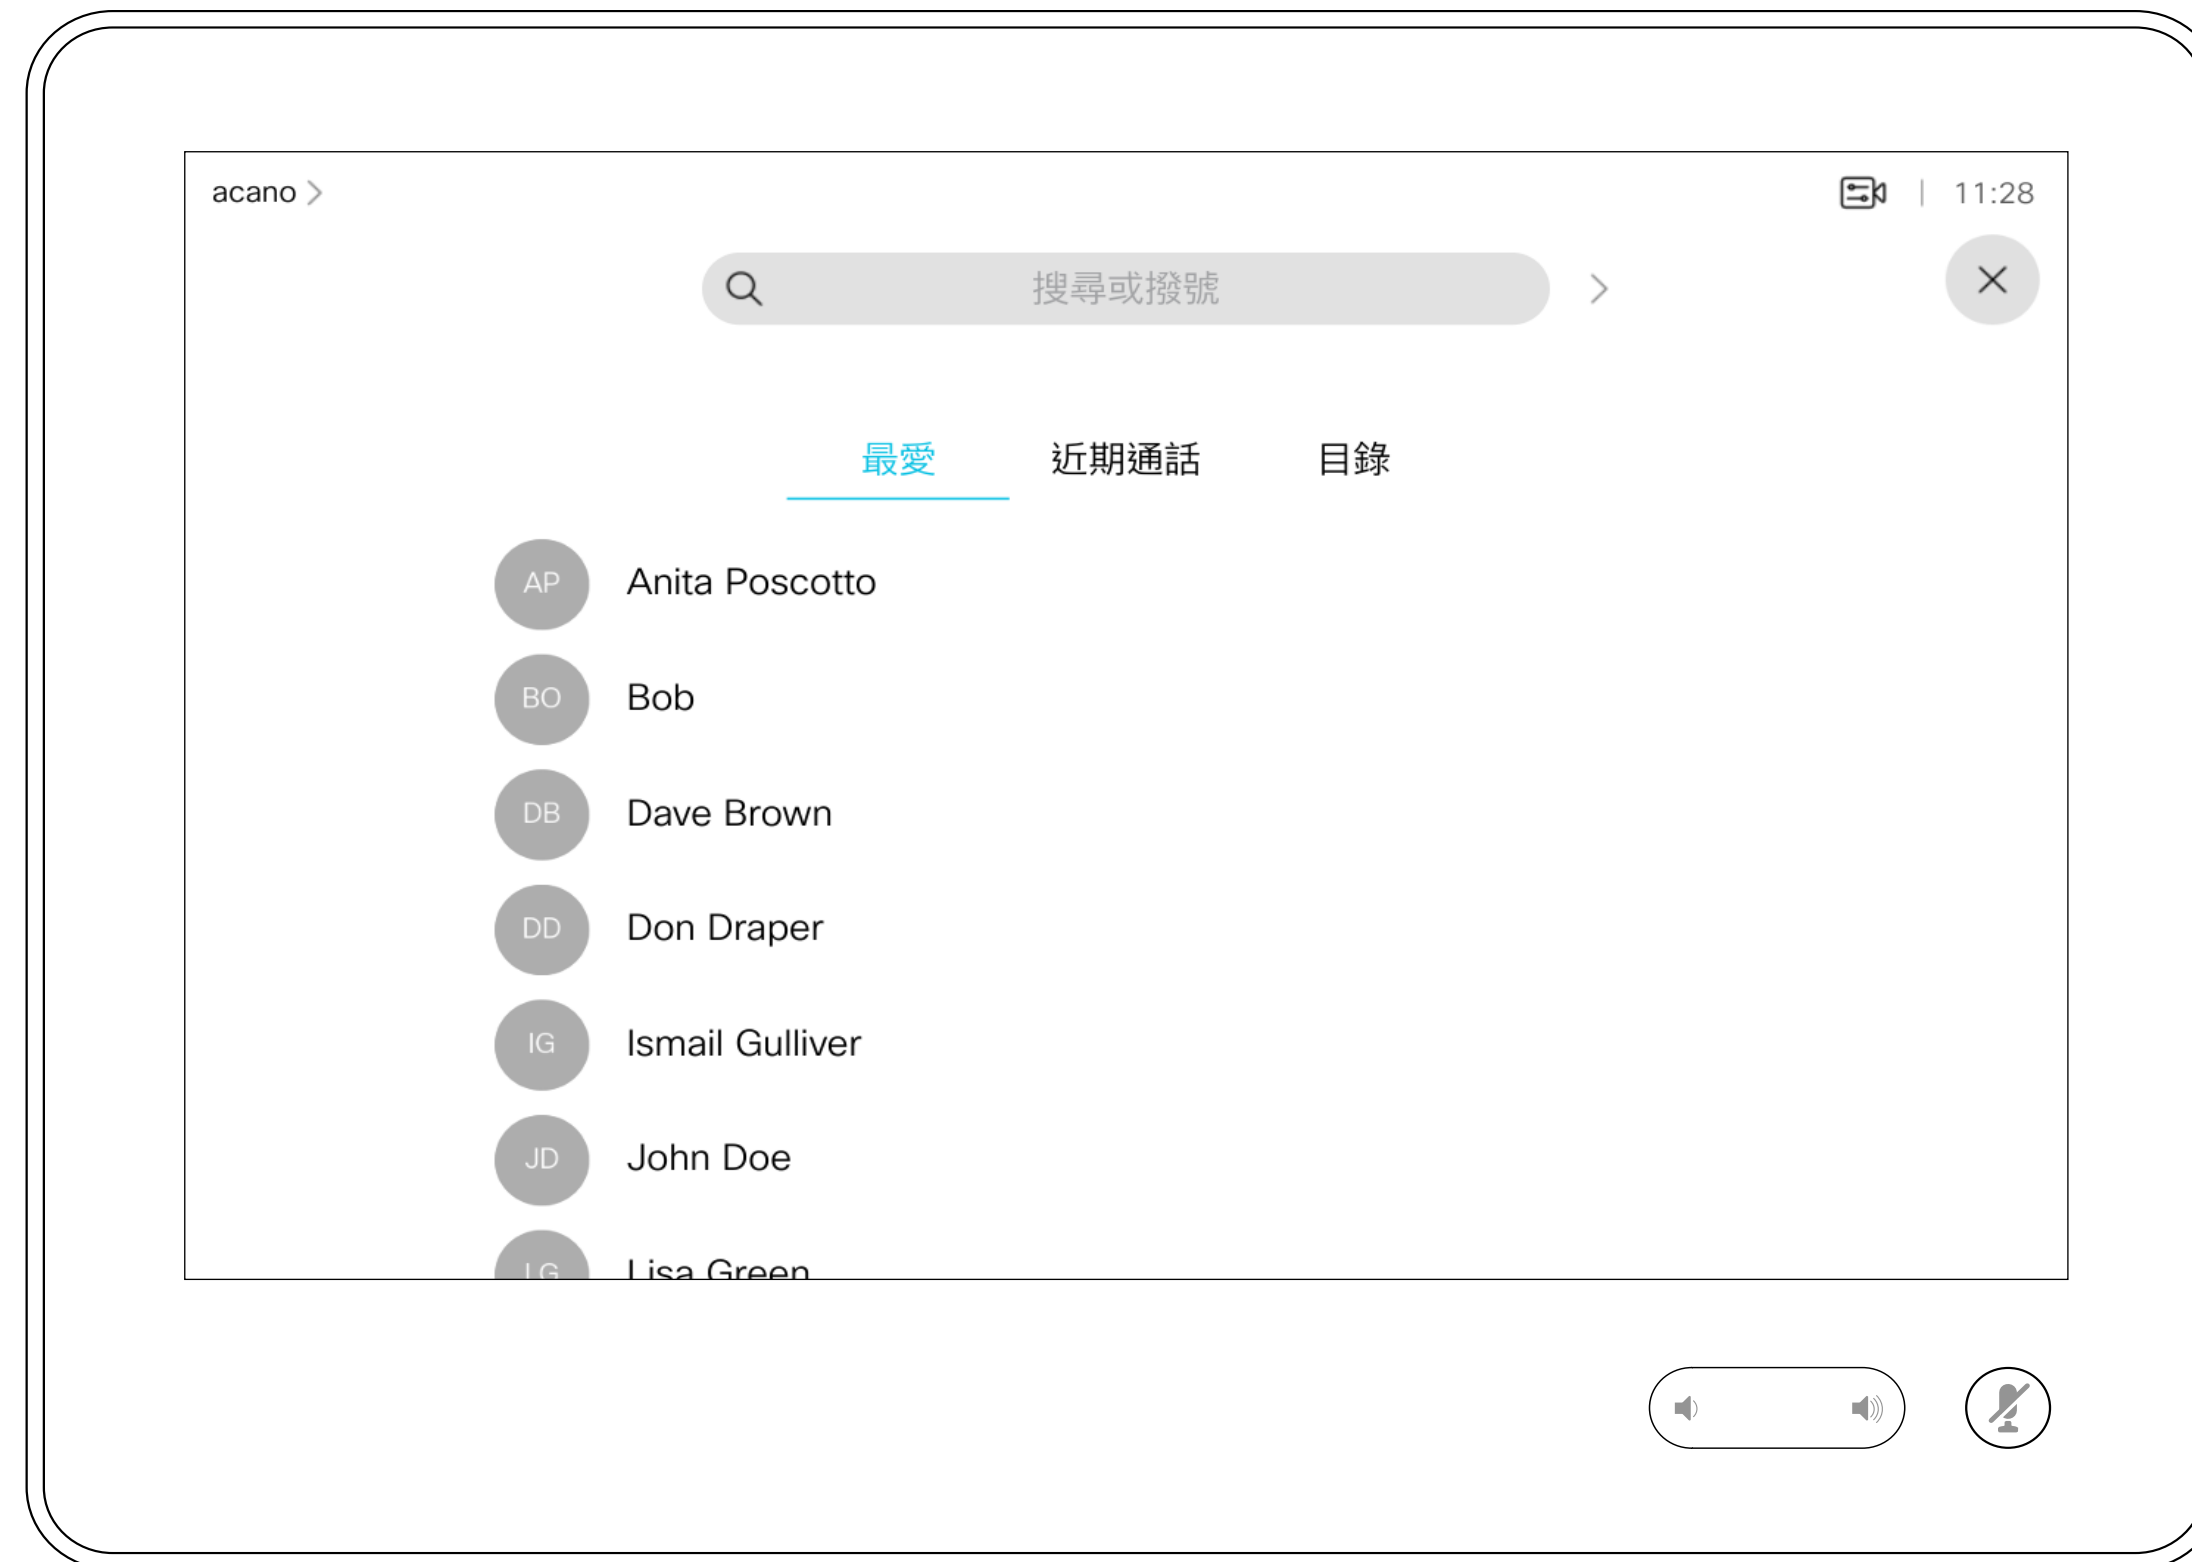 acano
11:28
搜尋或撥號
最愛 近期通話 目錄
AP Anita Poscotto
BO Bob
DB Dave Brown
DD Don Draper
IG Ismail Gulliver
JD John Doe
LG Lisa Green